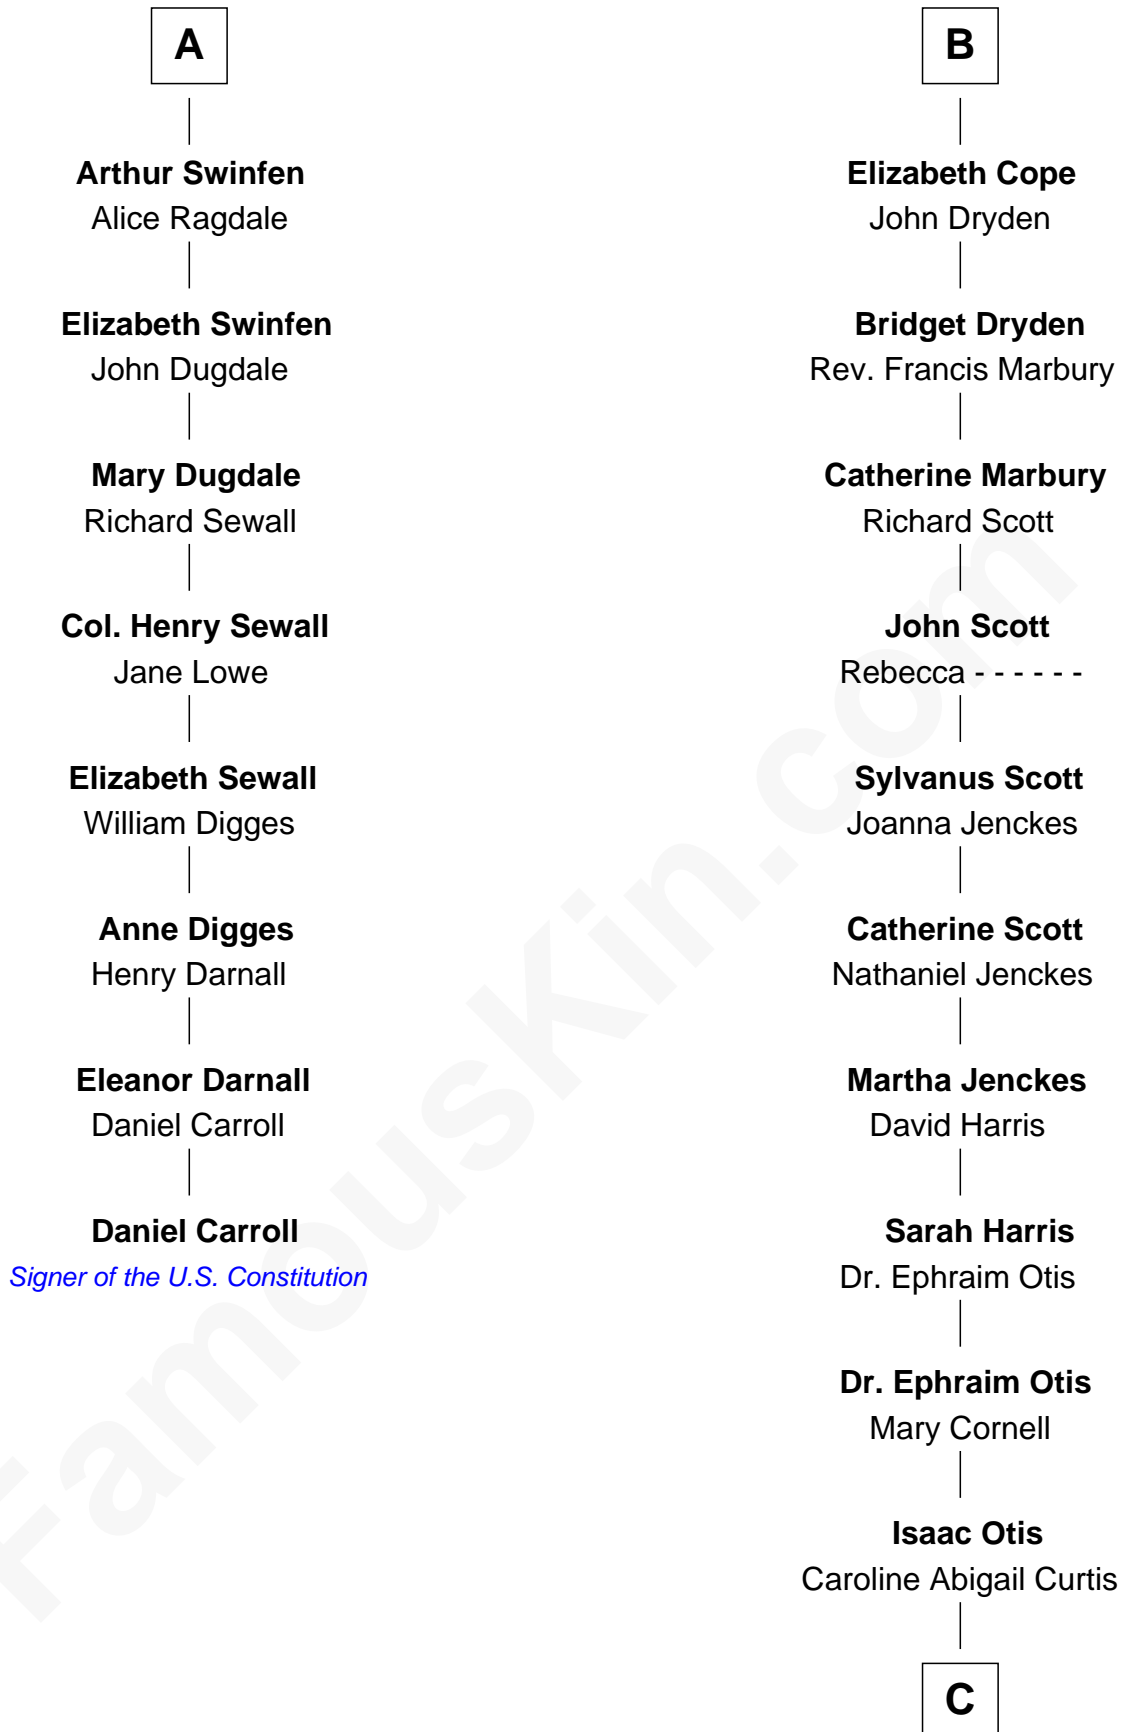 A
Arthur Swinfen
Alice Ragdale
Elizabeth Swinfen
John Dugdale
Mary Dugdale
Richard Sewall
Col. Henry Sewall
Jane Lowe
Elizabeth Sewall
William Digges
Anne Digges
Henry Darnall
Eleanor Darnall
Daniel Carroll
Daniel Carroll
Signer of the U.S. Constitution
B
Elizabeth Cope
John Dryden
Bridget Dryden
Rev. Francis Marbury
Catherine Marbury
Richard Scott
John Scott
Rebecca - - - - - -
Sylvanus Scott
Joanna Jenckes
Catherine Scott
Nathaniel Jenckes
Martha Jenckes
David Harris
Sarah Harris
Dr. Ephraim Otis
Dr. Ephraim Otis
Mary Cornell
Isaac Otis
Caroline Abigail Curtis
C
FamousKin.com